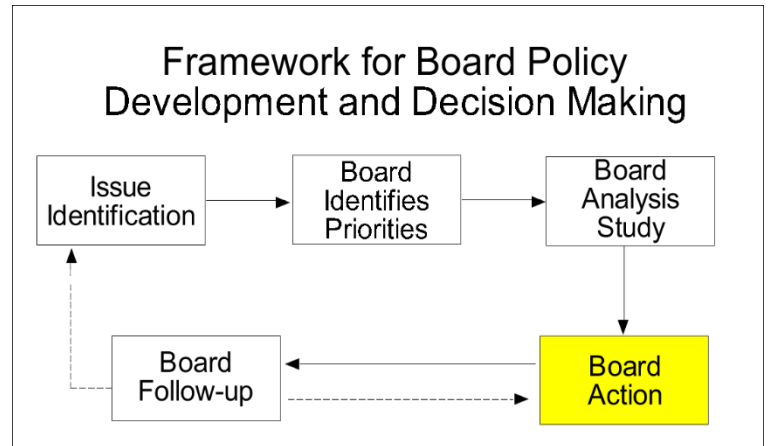 Framework for Board Policy
Development and Decision Making
Issue
Identification
Board
Identifies
Priorities
Board
Analysis
Study
Board
Follow-up
Board
Action